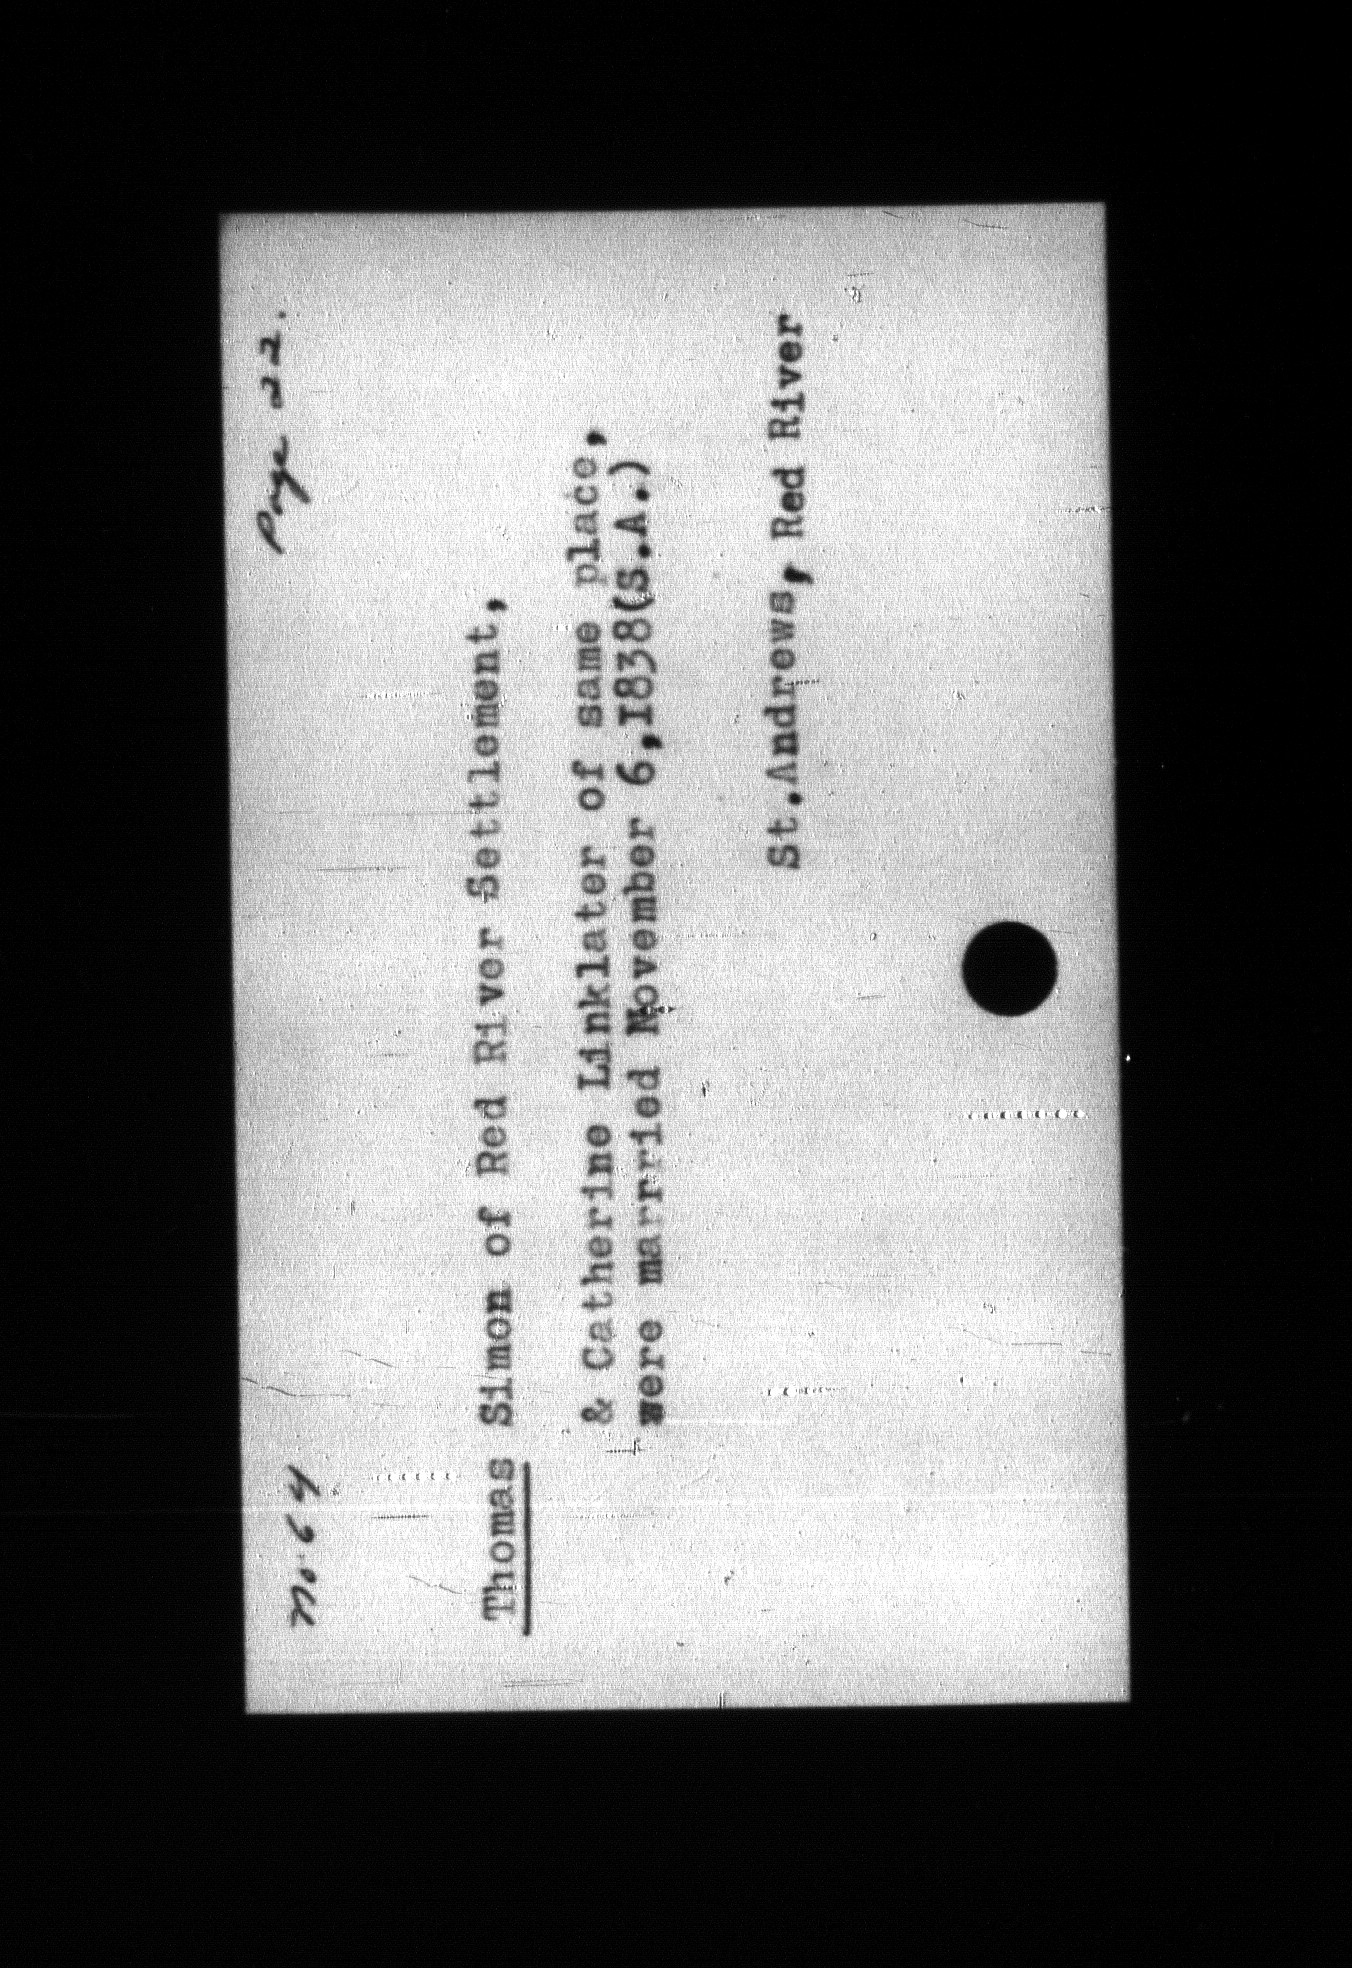 No. 64
Page 22.
Thomas Simon of Red River Settlement,
& Catherine Linklater of same place,
were married November 6,1838(S.A.)
St.Andrews, Red River